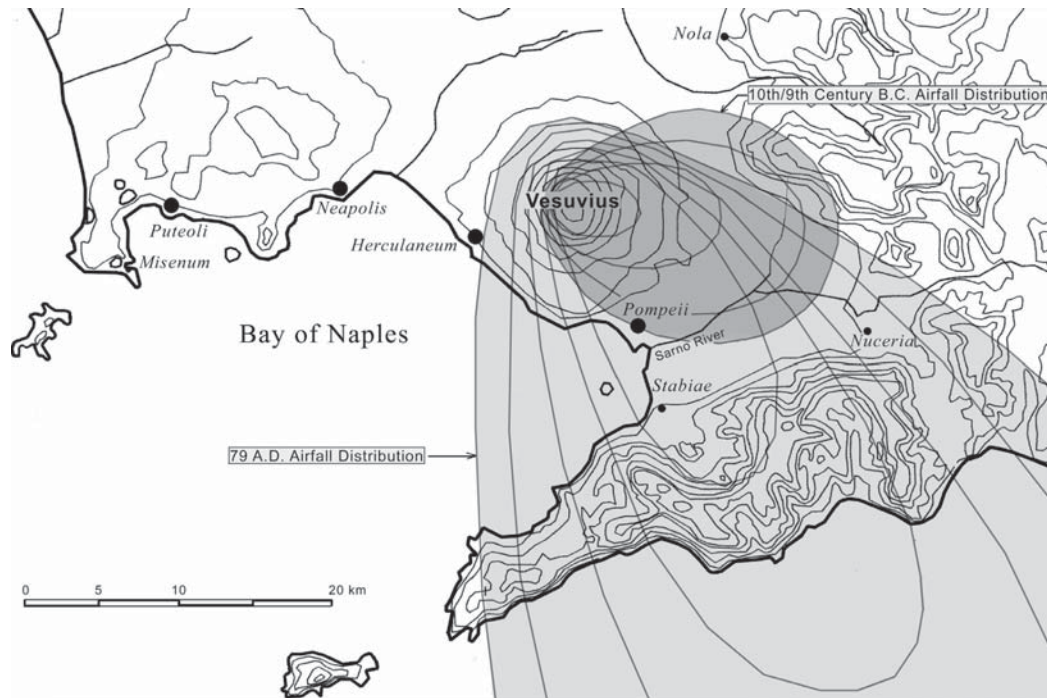 Nola
10th/9th Century B.C. Airfall Distribution
Vesuvius
Neapolis
Puteoli
Herculaneum
Misenum
Pompeii
Bay of Naples
Sarno River
Nuceria
Stabiae
79 A.D. Airfall Distribution
0 5 10 20 km